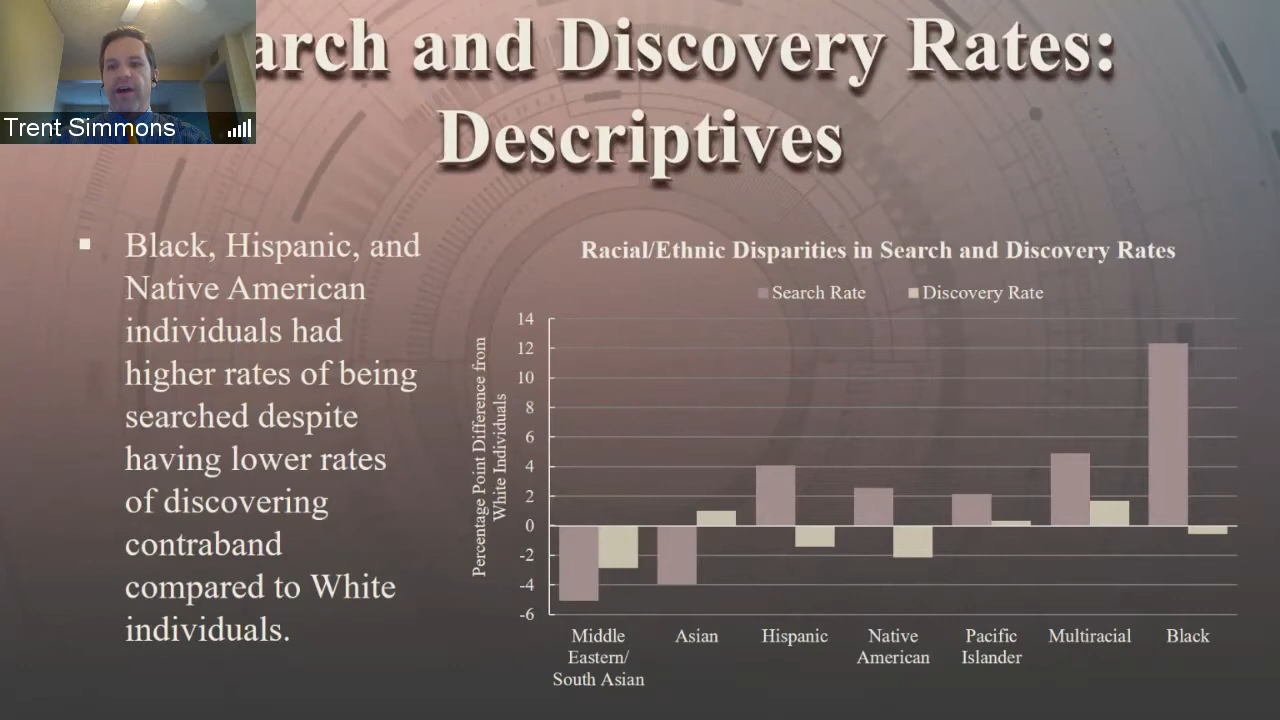 arch and Discovery Rates:
Descriptives
Trent Simmons
▪ Black, Hispanic, and
Native American
individuals had
higher rates of being
searched despite
having lower rates
of discovering
contraband
compared to White
individuals.
Racial/Ethnic Disparities in Search and Discovery Rates
Search Rate Discovery Rate
Percentage Point Difference from
White Individuals
14
12
10
8
6
4
2
0
-2
-4
-6
Middle Eastern/ South Asian
Asian
Hispanic
Native American
Pacific Islander
Multiracial
Black